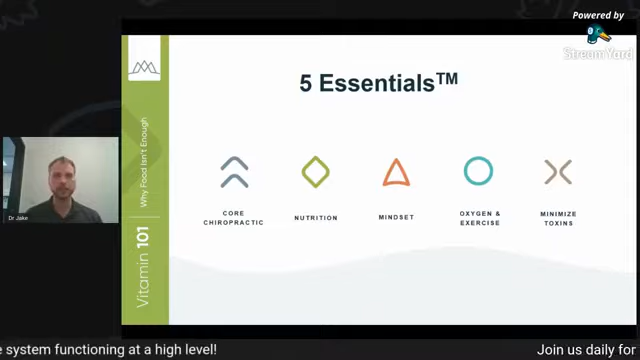 Powered by
StreamYard
5 Essentials™
Why Food Isn't Enough
Vitamin 101
CORE
CHIROPRACTIC
NUTRITION
MINDSET
OXYGEN &
EXERCISE
MINIMIZE
TOXINS
Dr Jake
e system functioning at a high level!
Join us daily for